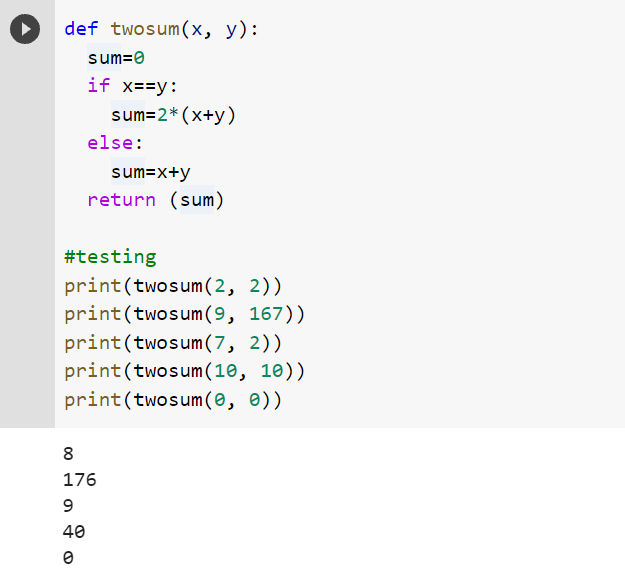 def twosum(x, y):
  sum=0
  if x==y:
    sum=2*(x+y)
  else:
    sum=x+y
  return (sum)

#testing
print(twosum(2, 2))
print(twosum(9, 167))
print(twosum(7, 2))
print(twosum(10, 10))
print(twosum(0, 0))
8
176
9
40
0